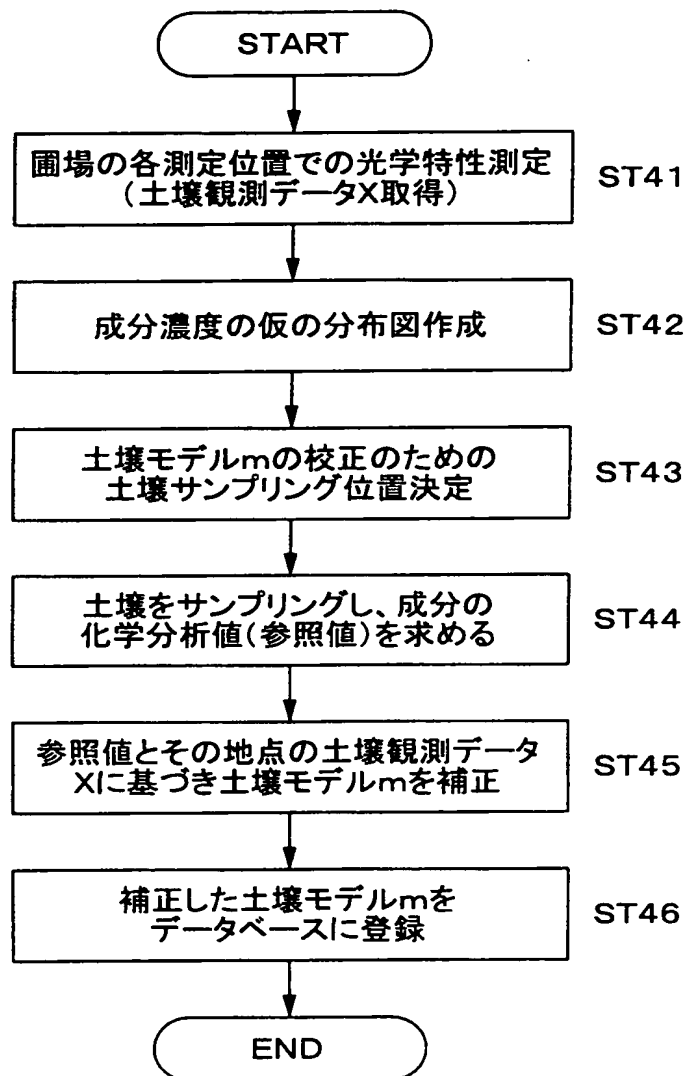 START
圃場の各測定位置での光学特性測定
(土壌観測データX取得)
ST41
成分濃度の仮の分布図作成
ST42
土壌モデルmの校正のための
土壌サンプリング位置決定
ST43
土壌をサンプリングし、成分の
化学分析値(参照値)を求める
ST44
参照値とその地点の土壌観測データ
Xに基づき土壌モデルmを補正
ST45
補正した土壌モデルmを
データベースに登録
ST46
END